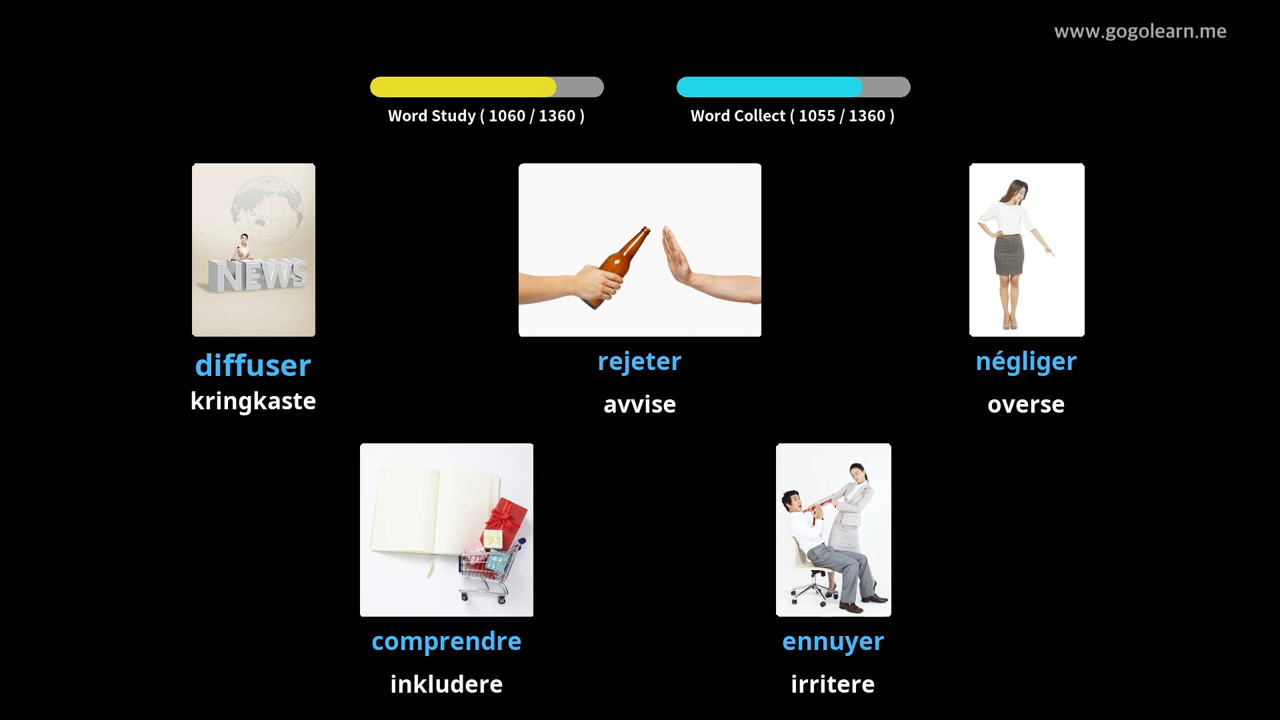 www.gogolearn.me
Word Study ( 1060 / 1360 )
Word Collect ( 1055 / 1360 )
NEWS
diffuser
kringkaste
rejeter
avvise
négliger
overse
comprendre
inkludere
ennuyer
irritere